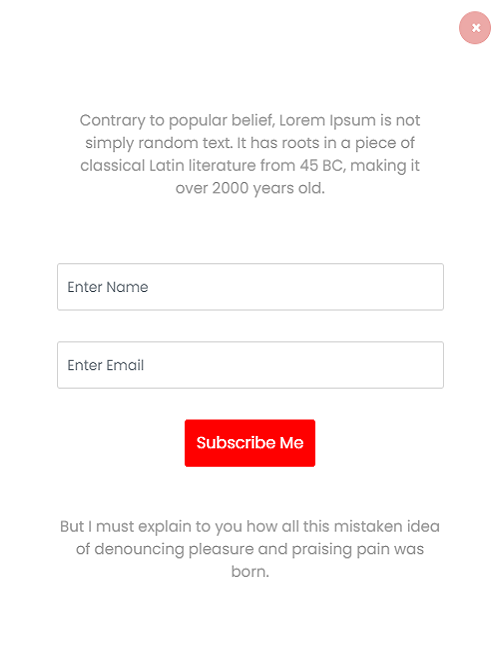 Contrary to popular belief, Lorem Ipsum is not
simply random text. It has roots in a piece of
classical Latin literature from 45 BC, making it
over 2000 years old.
Enter Name
Enter Email
Subscribe Me
But I must explain to you how all this mistaken idea
of denouncing pleasure and praising pain was
born.